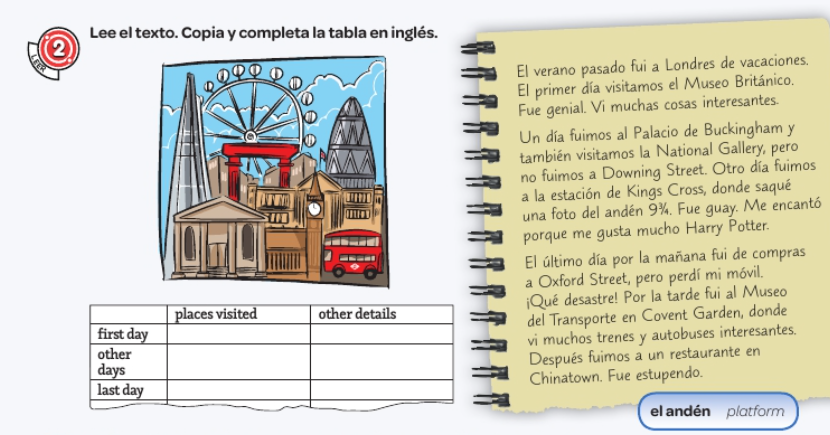 2
LEER
Lee el texto. Copia y completa la tabla en inglés.
places visited other details
first day
other
days
last day
El verano pasado fui a Londres de vacaciones.
El primer día visitamos el Museo Británico.
Fue genial. Vi muchas cosas interesantes.
Un día fuimos al Palacio de Buckingham y
también visitamos la National Gallery, pero
no fuimos a Downing Street. Otro día fuimos
a la estación de Kings Cross, donde saqué
una foto del andén 9¾. Fue guay. Me encantó
porque me gusta mucho Harry Potter.
El último día por la mañana fui de compras
a Oxford Street, pero perdí mi móvil.
¡Qué desastre! Por la tarde fui al Museo
del Transporte en Covent Garden, donde
vi muchos trenes y autobuses interesantes.
Después fuimos a un restaurante en
Chinatown. Fue estupendo.
el andén platform